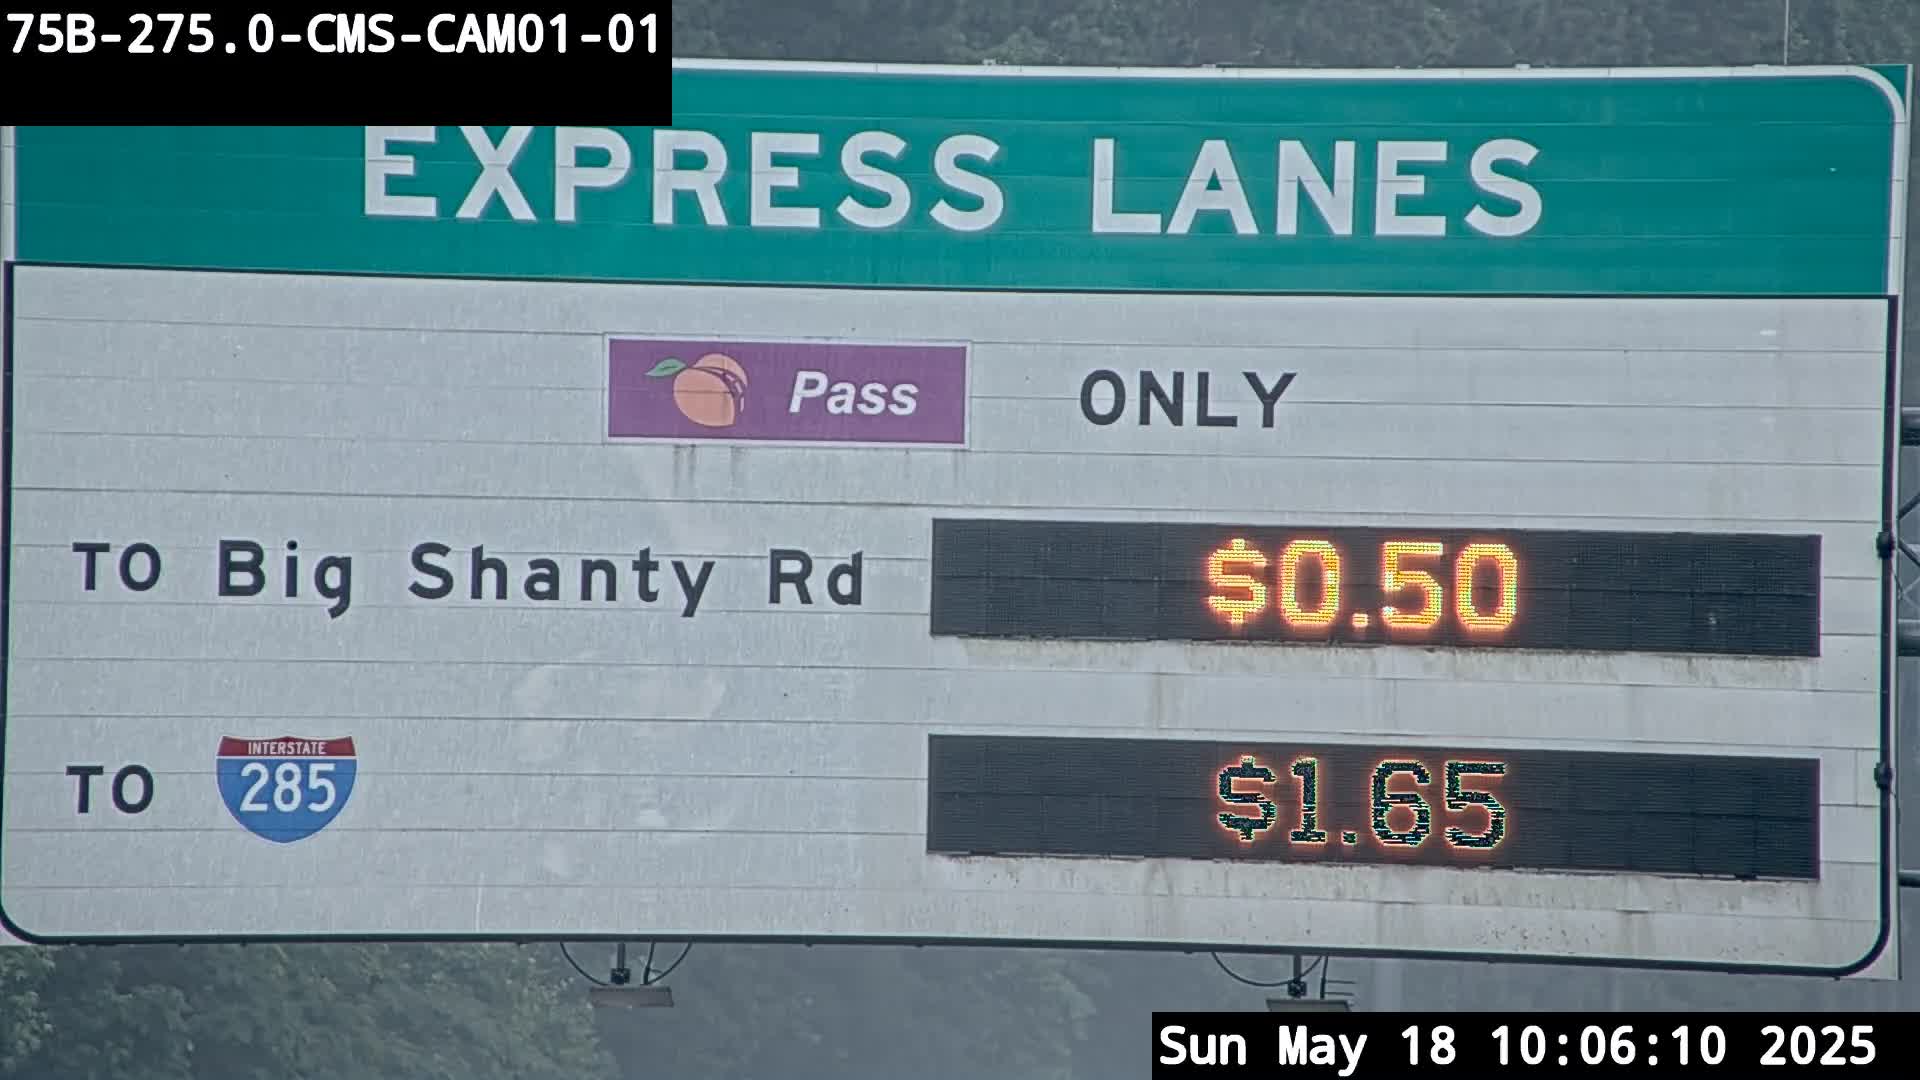 75B-275.0-CMS-CAM01-01
EXPRESS LANES
Pass ONLY
TO Big Shanty Rd $0.50
INTERSTATE
TO 285 $1.65
Sun May 18 10:06:10 2025